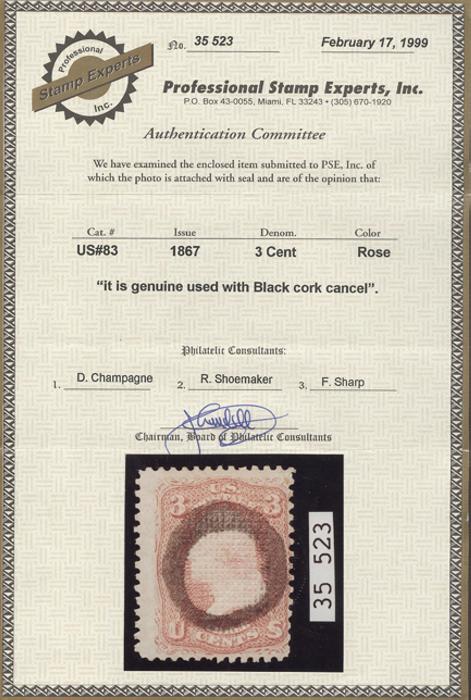 No. 35 523
February 17, 1999
Professional
Stamp Experts
Inc.
Professional Stamp Experts, Inc.
P.O. Box 43-0055, Miami, FL 33243 • (305) 670-1920
Authentication Committee
We have examined the enclosed item submitted to PSE, Inc. of
which the photo is attached with seal and are of the opinion that:
Cat. # Issue Denom. Color
US#83 1867 3 Cent Rose
“it is genuine used with Black cork cancel”.
Philatelic Consultants:
1. D. Champagne 2. R. Shoemaker 3. F. Sharp
Chairman, Board of Philatelic Consultants
3 U.S. 3
U CENTS S
35 523